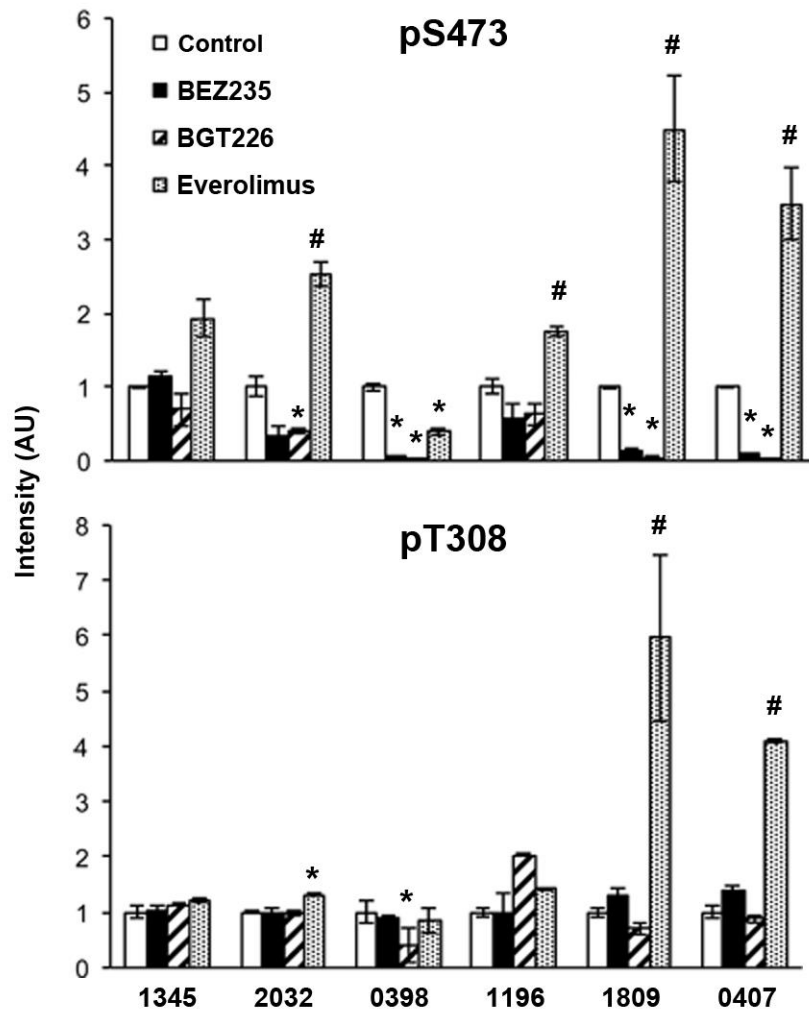 pS473
Control
BEZ235
BGT226
Everolimus
6
5
4
3
2
1
0
# # # #
* * * * * * * *
Intensity (AU)
pT308
8
7
6
5
4
3
2
1
0
# #
* *
1345 2032 0398 1196 1809 0407